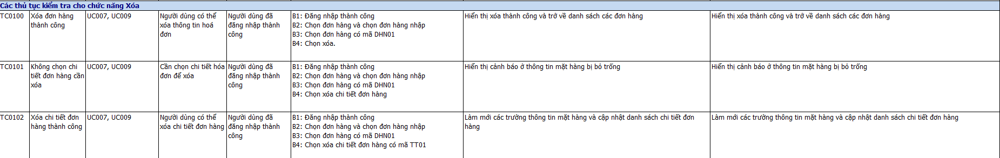 Các thủ tục kiểm tra cho chức năng Xóa
TC0100
Xóa đơn hàng
thành công
UC007, UC009
Người dùng có thể
xóa thông tin hoá
đơn
Người dùng đã
đăng nhập thành
công
B1: Đăng nhập thành công
B2: Chọn đơn hàng và chọn đơn hàng nhập
B3: Chọn đơn hàng có mã DHN01
B4: Chọn xóa.
Hiển thị xóa thành công và trở về danh sách các đơn hàng
Hiển thị xóa thành công và trở về danh sách các đơn hàng
TC0101
Không chọn chi
tiết đơn hàng cần
xóa
UC007, UC009
Cần chọn chi tiết hóa
đơn để xóa
Người dùng đã
đăng nhập thành
công
B1: Đăng nhập thành công
B2: Chọn đơn hàng và chọn đơn hàng nhập
B3: Chọn đơn hàng có mã DHN01
B4: Chọn xóa chi tiết đơn hàng
Hiển thị cảnh báo ở thông tin mặt hàng bị bỏ trống
Hiển thị cảnh báo ở thông tin mặt hàng bị bỏ trống
TC0102
Xóa chi tiết đơn
hàng thành công
UC007, UC009
Người dùng có thể
xóa chi tiết đơn hàng
Người dùng đã
đăng nhập thành
công
B1: Đăng nhập thành công
B2: Chọn đơn hàng và chọn đơn hàng nhập
B3: Chọn đơn hàng có mã DHN01
B4: Chọn xóa chi tiết đơn hàng có mã TT01
Làm mới các trường thông tin mặt hàng và cập nhật danh sách chi tiết đơn
hàng
Làm mới các trường thông tin mặt hàng và cập nhật danh sách chi tiết đơn hàng